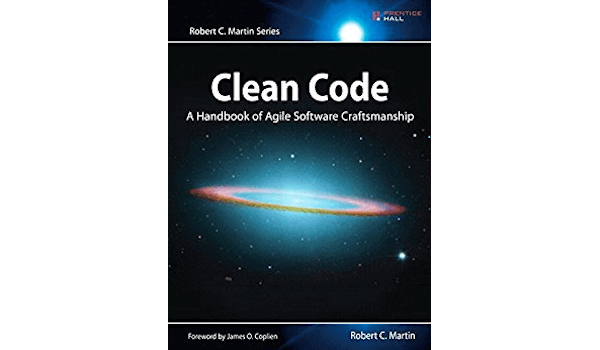 Robert C. Martin Series
PRENTICE
HALL
Clean Code
A Handbook of Agile Software Craftsmanship
Foreword by James O. Coplien
Robert C. Martin